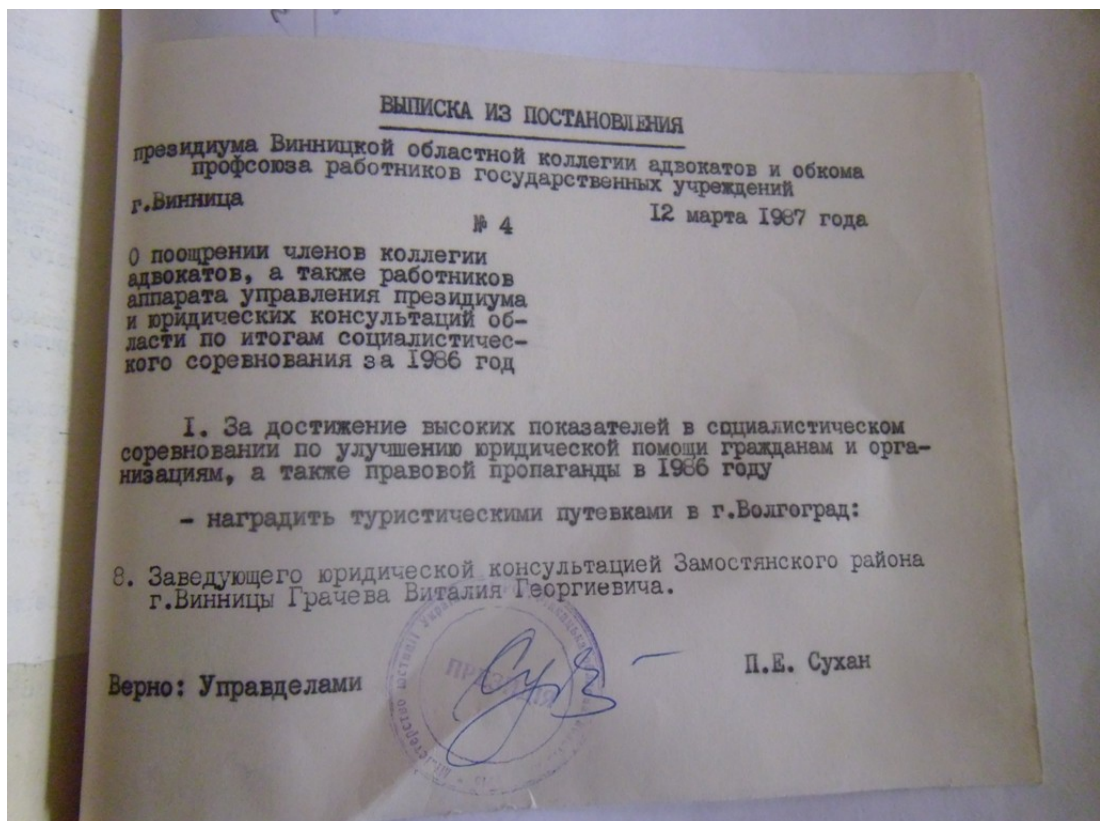 ВЫПИСКА ИЗ ПОСТАНОВЛЕНИЯ
президиума Винницкой областной коллегии адвокатов и обкома
профсоюза работников государственных учреждений
г.Винница
№ 4
12 марта 1987 года
О поощрении членов коллегии
адвокатов, а также работников
аппарата управления президиума
и юридических консультаций об-
ласти по итогам социалистичес-
кого соревнования за 1986 год
I. За достижение высоких показателей в социалистическом
соревновании по улучшению юридической помощи гражданам и орга-
низациям, а также правовой пропаганды в 1986 году
- наградить туристическими путевками в г.Волгоград:
8. Заведующего юридической консультацией Замостянского района
г.Винницы Грачева Виталия Георгиевича.
Верно: Управделами
П.Е. Сухан
ПРЕЗИДІЯ
Міністерство юстиції Української